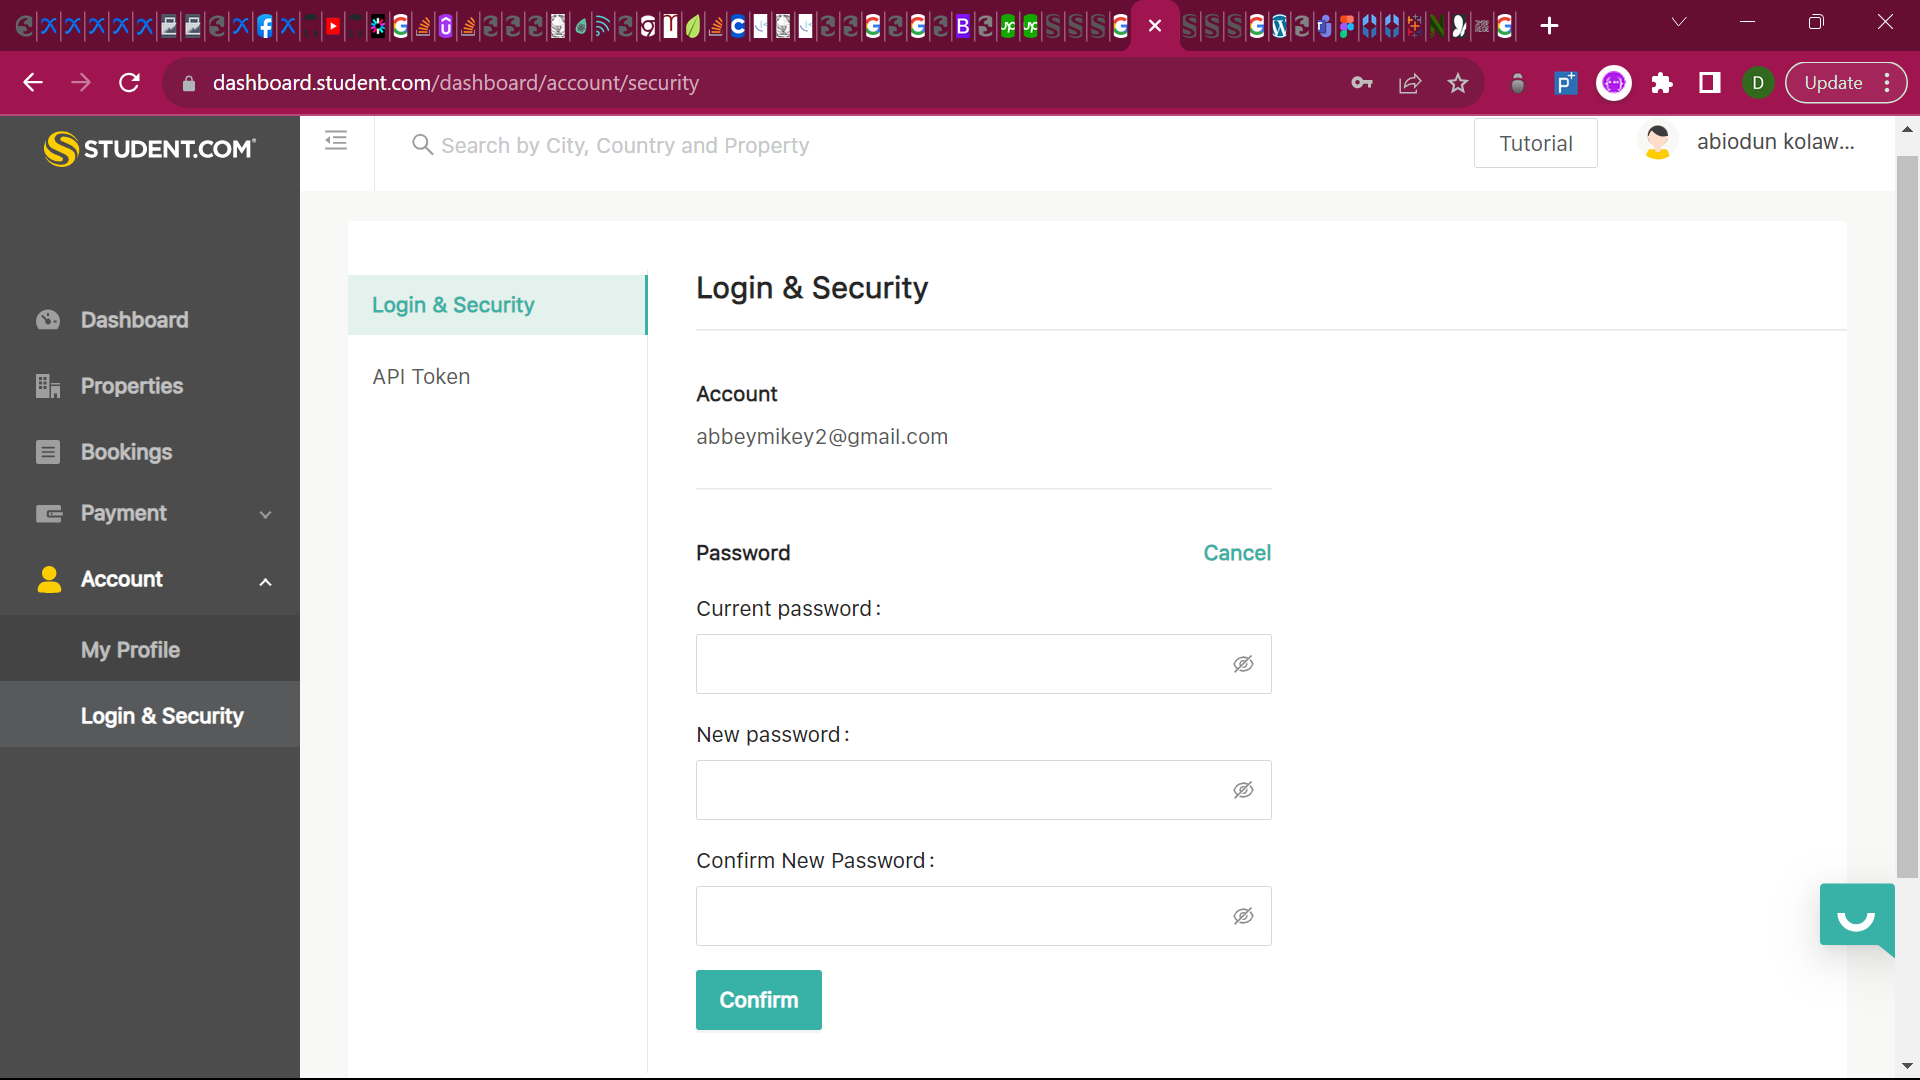 dashboard.student.com/dashboard/account/security
D
Update
STUDENT.COM
Search by City, Country and Property
Tutorial
abiodun kolaw...
Dashboard
Properties
Bookings
Payment
Account
My Profile
Login & Security
Login & Security
API Token
Login & Security
Account
abbeymikey2@gmail.com
Password
Cancel
Current password:
New password:
Confirm New Password:
Confirm